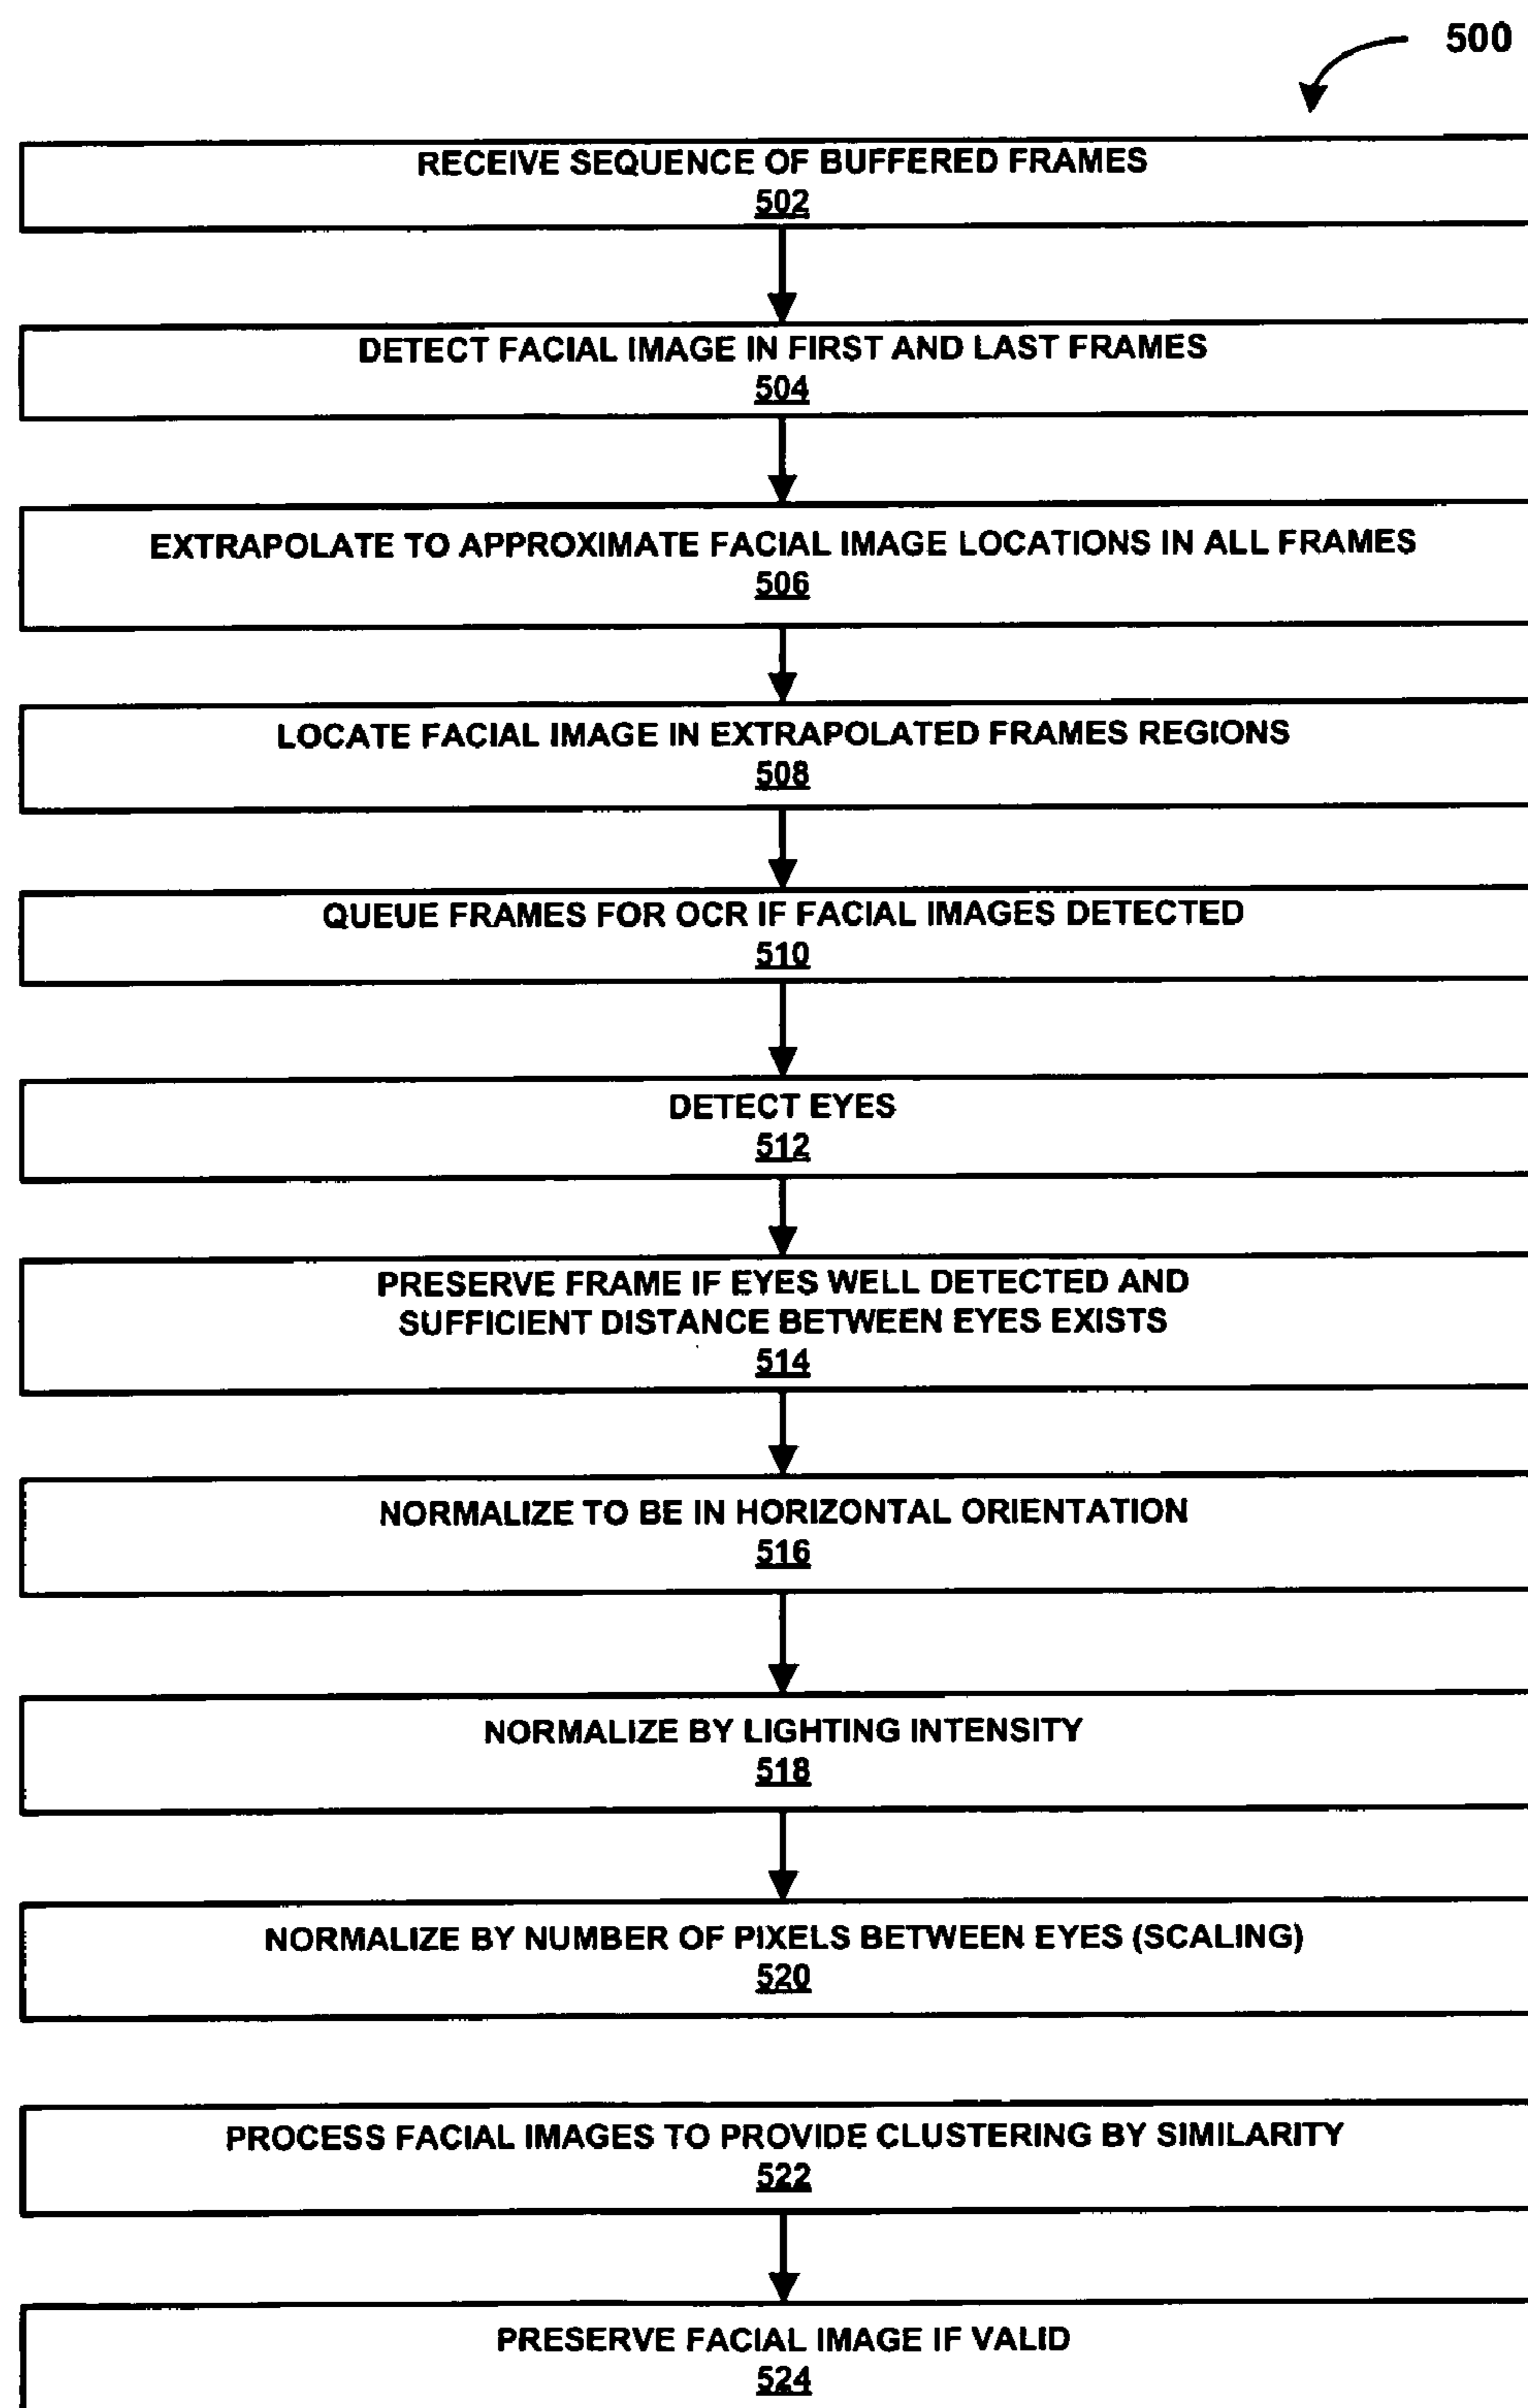 500
RECEIVE SEQUENCE OF BUFFERED FRAMES
502
DETECT FACIAL IMAGE IN FIRST AND LAST FRAMES
504
EXTRAPOLATE TO APPROXIMATE FACIAL IMAGE LOCATIONS IN ALL FRAMES
506
LOCATE FACIAL IMAGE IN EXTRAPOLATED FRAMES REGIONS
508
QUEUE FRAMES FOR OCR IF FACIAL IMAGES DETECTED
510
DETECT EYES
512
PRESERVE FRAME IF EYES WELL DETECTED AND
SUFFICIENT DISTANCE BETWEEN EYES EXISTS
514
NORMALIZE TO BE IN HORIZONTAL ORIENTATION
516
NORMALIZE BY LIGHTING INTENSITY
518
NORMALIZE BY NUMBER OF PIXELS BETWEEN EYES (SCALING)
520
PROCESS FACIAL IMAGES TO PROVIDE CLUSTERING BY SIMILARITY
522
PRESERVE FACIAL IMAGE IF VALID
524